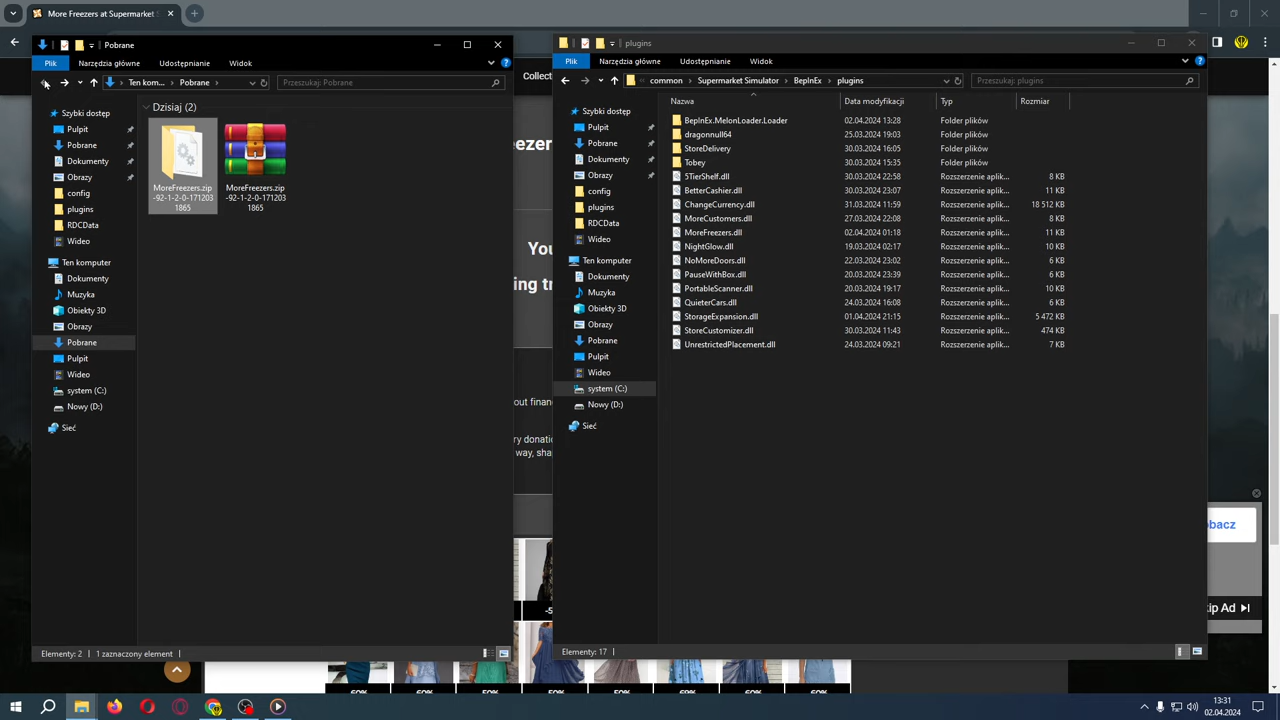 More Freezers at Supermarket S
Pobrane
Plik
Narzędzia główne
Udostępnianie
Widok
Ten kom...
Pobrane
Przeszukaj: Pobrane
Szybki dostęp
Pulpit
Pobrane
Dokumenty
Obrazy
config
plugins
RDCData
Wideo
Ten komputer
Dokumenty
Muzyka
Obiekty 3D
Obrazy
Pobrane
Pulpit
Wideo
system (C:)
Nowy (D:)
Sieć
Dzisiaj (2)
MoreFreezers.zip
-92-1-2-0-171203
1865
MoreFreezers.zip
-92-1-2-0-171203
1865
Elementy: 2
1 zaznaczony element
Collect
eezer
You
ing tr
out finan
ry donatio
way, sha
plugins
Plik
Narzędzia główne
Udostępnianie
Widok
common
Supermarket Simulator
BepInEx
plugins
Przeszukaj: plugins
Szybki dostęp
Pulpit
Pobrane
Dokumenty
Obrazy
config
plugins
RDCData
Wideo
Ten komputer
Dokumenty
Muzyka
Obiekty 3D
Obrazy
Pobrane
Pulpit
Wideo
system (C:)
Nowy (D:)
Sieć
Nazwa Data modyfikacji Typ Rozmiar
BepInEx.MelonLoader.Loader 02.04.2024 13:28 Folder plików
dragonnull64 25.03.2024 19:03 Folder plików
StoreDelivery 30.03.2024 16:05 Folder plików
Tobey 30.03.2024 15:35 Folder plików
5TierShelf.dll 30.03.2024 22:58 Rozszerzenie aplik... 8 KB
BetterCashier.dll 30.03.2024 23:07 Rozszerzenie aplik... 11 KB
ChangeCurrency.dll 31.03.2024 11:59 Rozszerzenie aplik... 18 512 KB
MoreCustomers.dll 27.03.2024 22:08 Rozszerzenie aplik... 8 KB
MoreFreezers.dll 02.04.2024 01:18 Rozszerzenie aplik... 11 KB
NightGlow.dll 19.03.2024 02:17 Rozszerzenie aplik... 10 KB
NoMoreDoors.dll 22.03.2024 23:02 Rozszerzenie aplik... 6 KB
PauseWithBox.dll 20.03.2024 23:39 Rozszerzenie aplik... 6 KB
PortableScanner.dll 20.03.2024 19:17 Rozszerzenie aplik... 10 KB
QuieterCars.dll 24.03.2024 16:08 Rozszerzenie aplik... 6 KB
StorageExpansion.dll 01.04.2024 21:15 Rozszerzenie aplik... 5 472 KB
StoreCustomizer.dll 30.03.2024 11:43 Rozszerzenie aplik... 474 KB
UnrestrictedPlacement.dll 24.03.2024 09:21 Rozszerzenie aplik... 7 KB
Elementy: 17
obacz
kip Ad
13:31
02.04.2024